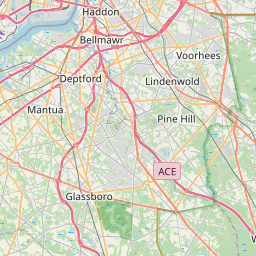 Haddon
Bellmawr
Voorhees
Deptford
Lindenwold
Mantua
Pine Hill
ACE
Glassboro
W